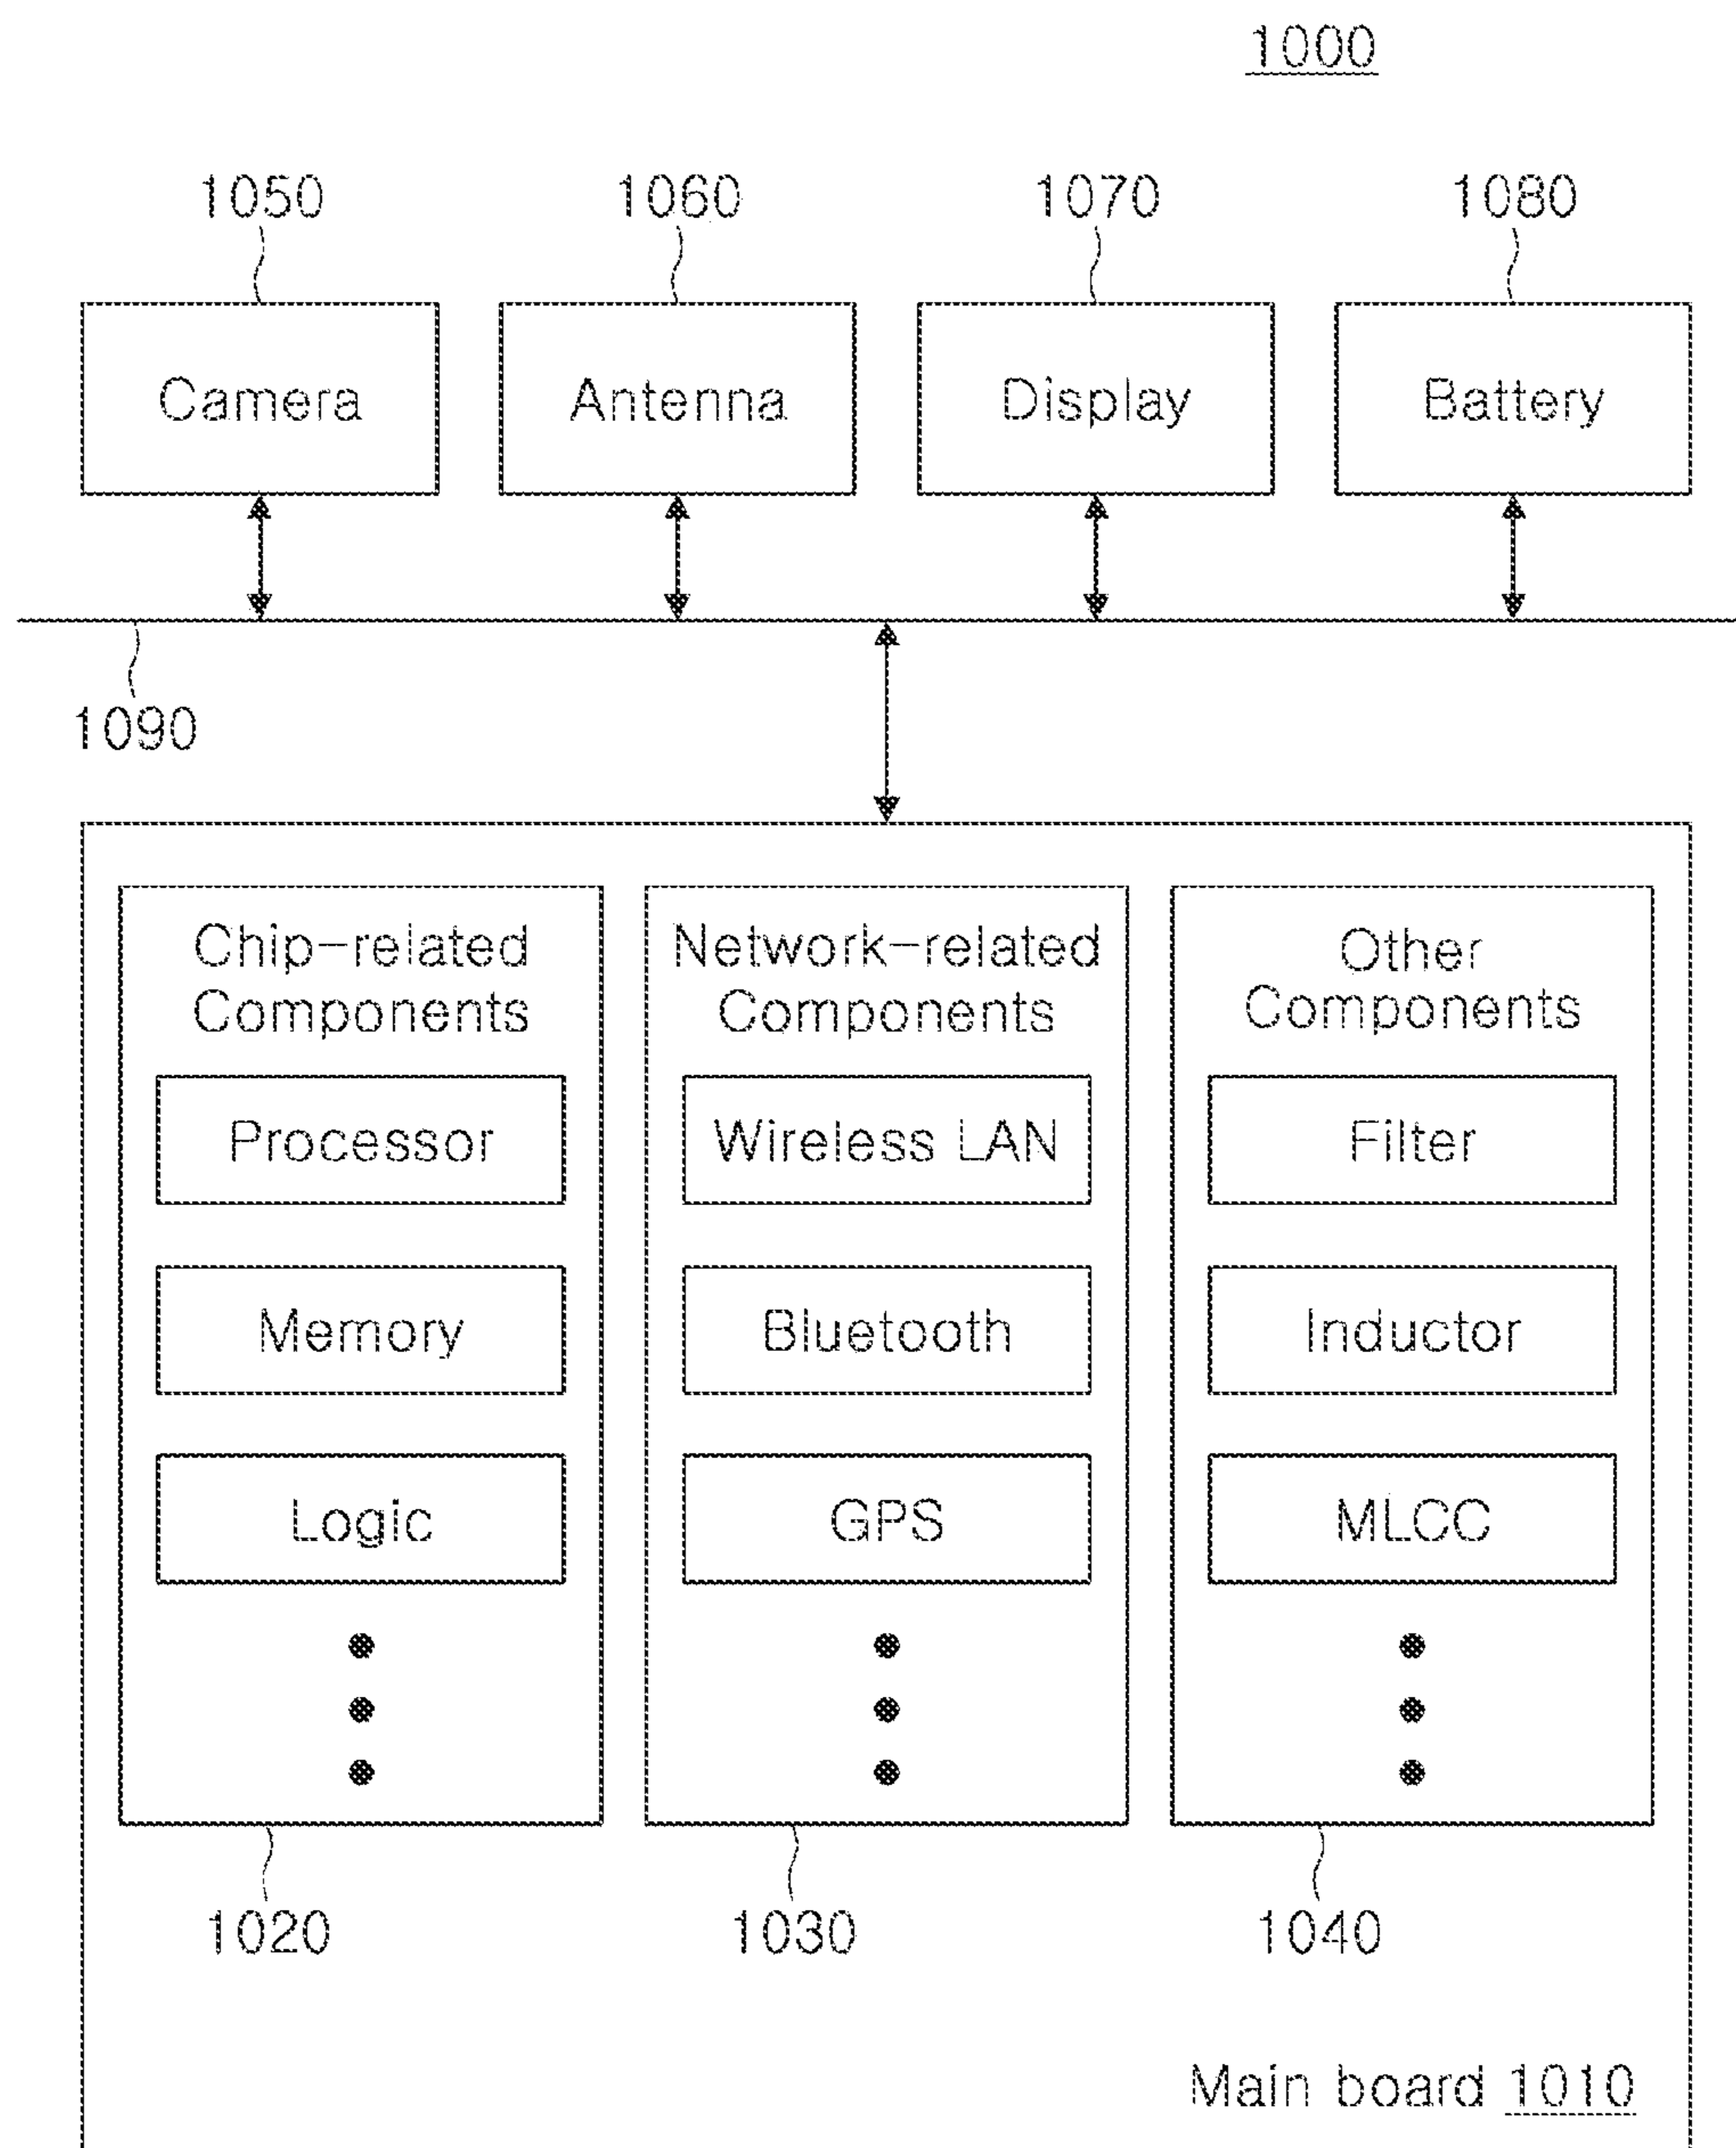 1000
1050
1060
1070
1080
Camera
Antenna
Display
Battery
1090
Chip-related
Components
Processor
Memory
Logic
1020
Network-related
Components
Wireless LAN
Bluetooth
GPS
1030
Other
Components
Filter
Inductor
MLCC
1040
Main board 1010